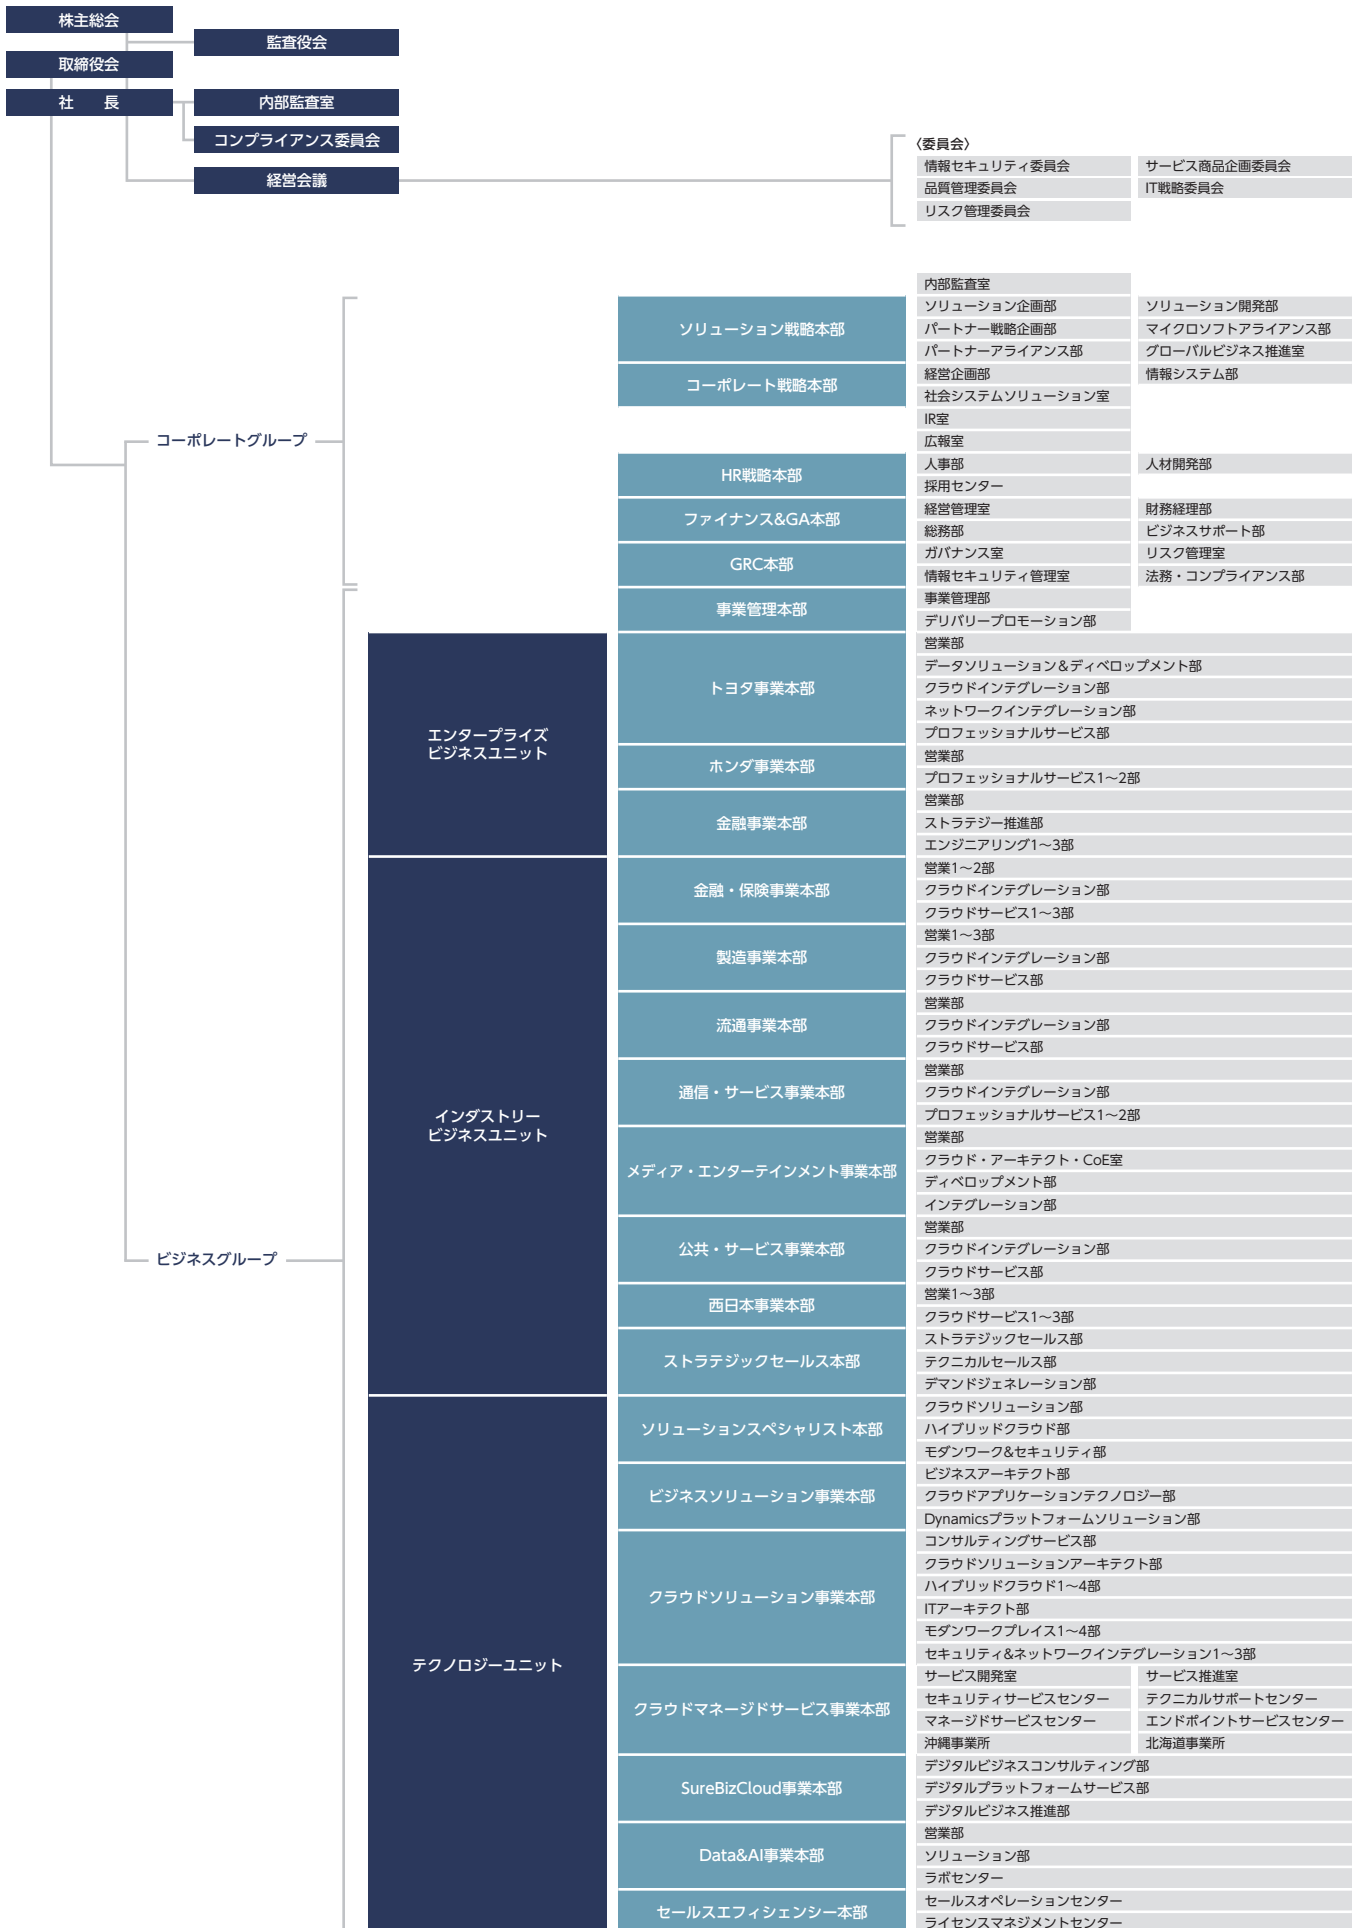 株主総会
監査役会
取締役会
社　長
内部監査室
コンプライアンス委員会
経営会議
〈委員会〉
情報セキュリティ委員会
サービス商品企画委員会
品質管理委員会
IT戦略委員会
リスク管理委員会
内部監査室
ソリューション戦略本部
ソリューション企画部
ソリューション開発部
パートナー戦略企画部
マイクロソフトアライアンス部
パートナーアライアンス部
グローバルビジネス推進室
コーポレート戦略本部
経営企画部
情報システム部
社会システムソリューション室
IR室
広報室
コーポレートグループ
HR戦略本部
人事部
人材開発部
採用センター
ファイナンス&GA本部
経営管理室
財務経理部
総務部
ビジネスサポート部
GRC本部
ガバナンス室
リスク管理室
情報セキュリティ管理室
法務・コンプライアンス部
事業管理本部
事業管理部
デリバリープロモーション部
エンタープライズ
ビジネスユニット
トヨタ事業本部
営業部
データソリューション＆ディベロップメント部
クラウドインテグレーション部
ネットワークインテグレーション部
プロフェッショナルサービス部
ホンダ事業本部
営業部
プロフェッショナルサービス1～2部
金融事業本部
営業部
ストラテジー推進部
エンジニアリング1～3部
インダストリー
ビジネスユニット
金融・保険事業本部
営業1～2部
クラウドインテグレーション部
クラウドサービス1～3部
製造事業本部
営業1～3部
クラウドインテグレーション部
クラウドサービス部
流通事業本部
営業部
クラウドインテグレーション部
クラウドサービス部
通信・サービス事業本部
営業部
クラウドインテグレーション部
プロフェッショナルサービス1～2部
メディア・エンターテインメント事業本部
営業部
クラウド・アーキテクト・CoE室
ディベロップメント部
インテグレーション部
ビジネスグループ
公共・サービス事業本部
営業部
クラウドインテグレーション部
クラウドサービス部
西日本事業本部
営業1～3部
クラウドサービス1～3部
ストラテジックセールス本部
ストラテジックセールス部
テクニカルセールス部
デマンドジェネレーション部
テクノロジーユニット
ソリューションスペシャリスト本部
クラウドソリューション部
ハイブリッドクラウド部
モダンワーク&セキュリティ部
ビジネスソリューション事業本部
ビジネスアーキテクト部
クラウドアプリケーションテクノロジー部
Dynamicsプラットフォームソリューション部
クラウドソリューション事業本部
コンサルティングサービス部
クラウドソリューションアーキテクト部
ハイブリッドクラウド1～4部
ITアーキテクト部
モダンワークプレイス1～4部
セキュリティ&ネットワークインテグレーション1～3部
クラウドマネージドサービス事業本部
サービス開発室
サービス推進室
セキュリティサービスセンター
テクニカルサポートセンター
マネージドサービスセンター
エンドポイントサービスセンター
沖縄事業所
北海道事業所
SureBizCloud事業本部
デジタルビジネスコンサルティング部
デジタルプラットフォームサービス部
デジタルビジネス推進部
Data&AI事業本部
営業部
ソリューション部
ラボセンター
セールスエフィシェンシー本部
セールスオペレーションセンター
ライセンスマネジメントセンター